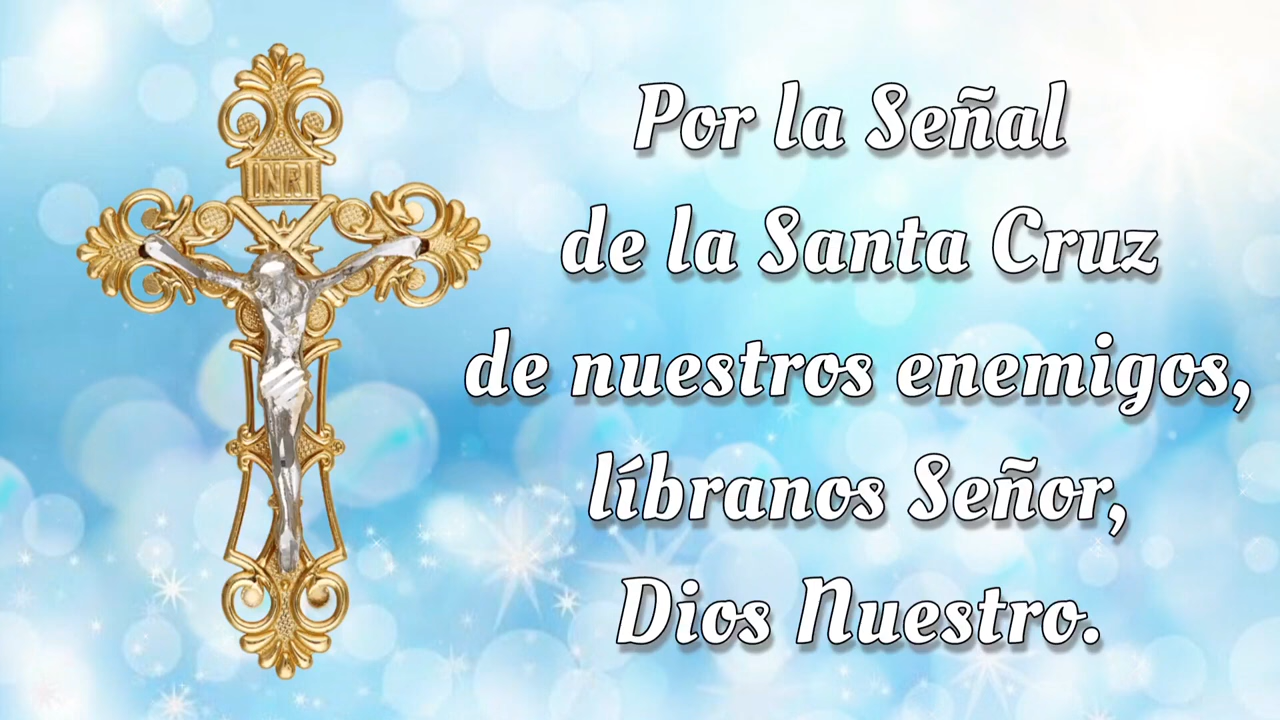 INRI
Por la Señal
de la Santa Cruz
de nuestros enemigos,
líbranos Señor,
Dios Nuestro.